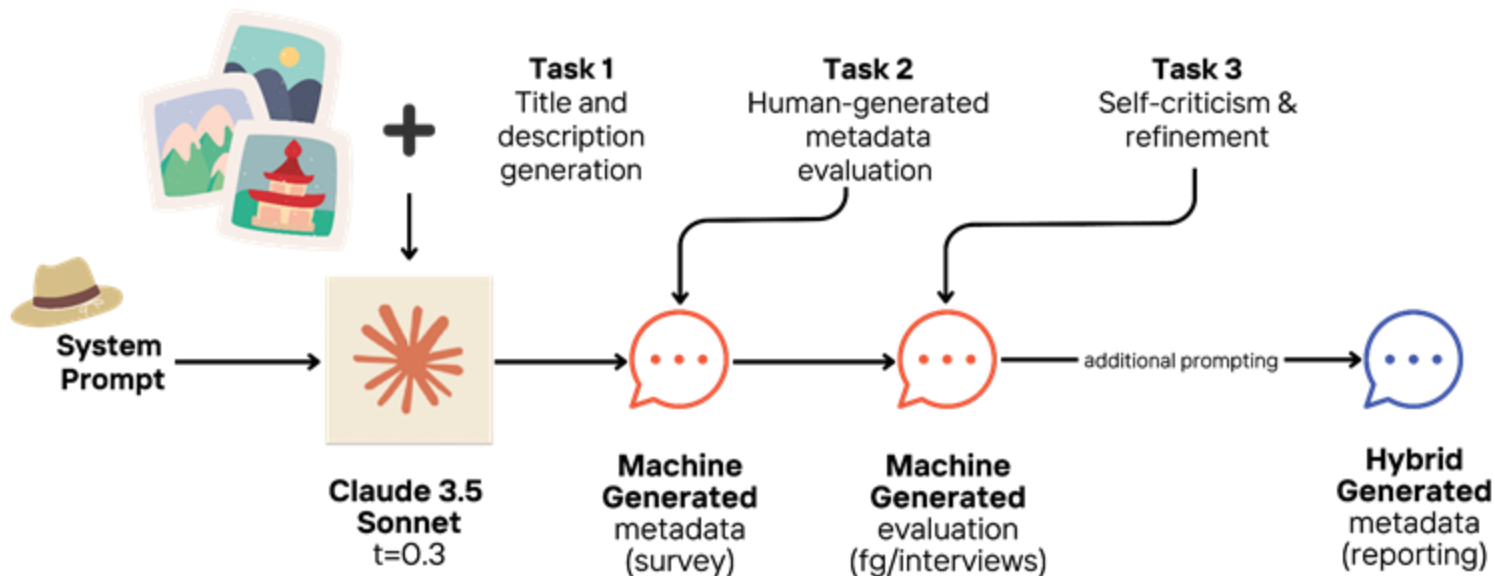 Task 1
Title and
description
generation
Task 2
Human-generated
metadata
evaluation
Task 3
Self-criticism &
refinement
System
Prompt
additional prompting
Claude 3.5
Sonnet
t=0.3
Machine
Generated
metadata
(survey)
Machine
Generated
evaluation
(fg/interviews)
Hybrid
Generated
metadata
(reporting)